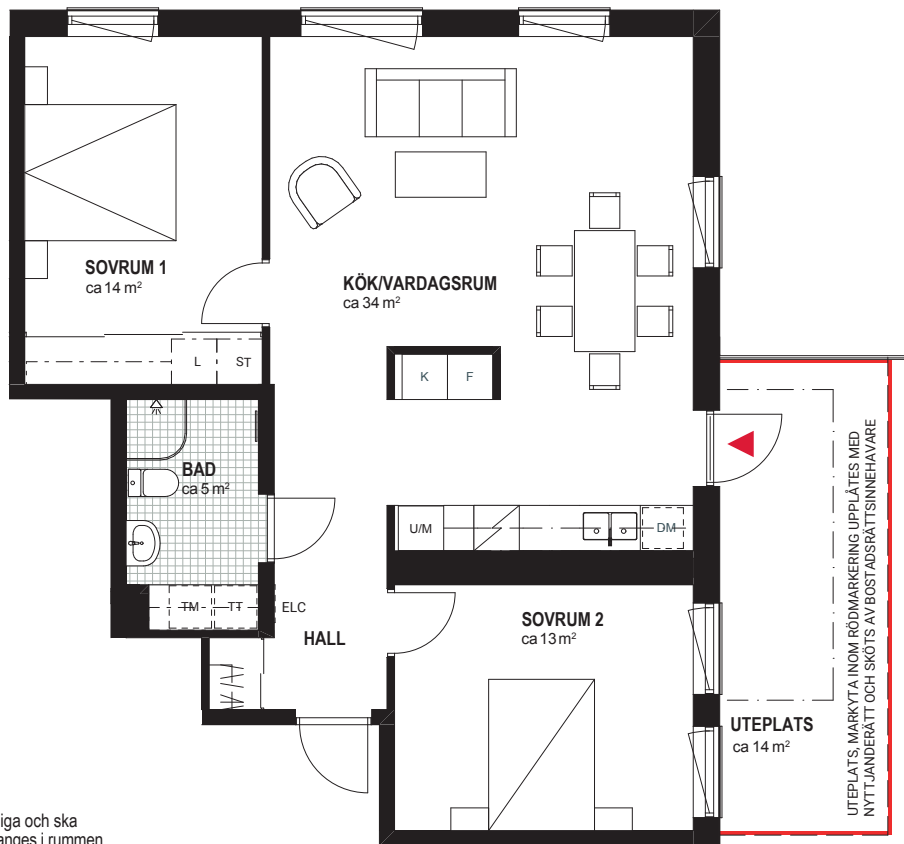 SOVRUM 1
ca 14 m²
KÖK/VARDAGSRUM
ca 34 m²
L
ST
K
F
BAD
ca 5 m²
U/M
DM
TM
TT
ELC
HALL
SOVRUM 2
ca 13 m²
UTEPLATS
ca 14 m²
UTEPLATS, MARKYTA INOM RÖDMARKERING UPPLÅTES MED
NYTTJANDERÄTT OCH SKÖTS AV BOSTADSRÄTTSINNEHAVARE
iga och ska
anges i rummen